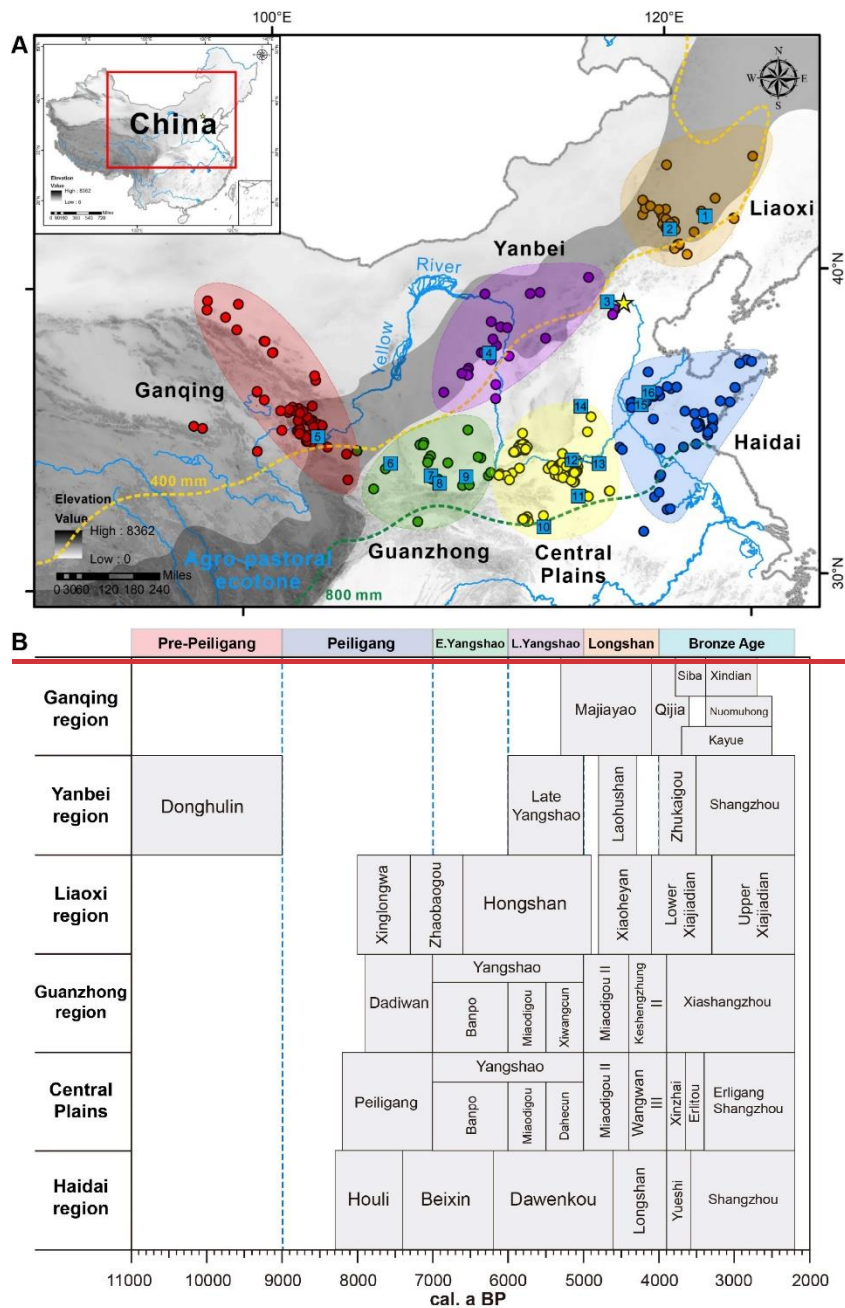 100°E
120°E
A
China
Elevation
Value
High : 8362
Low : 0
N
W
E
S
Liaoxi
Yanbei
River
Yellow
40°N
Ganqing
Haidai
1
2
3
4
5
6
7
8
9
10
11
12
13
14
15
16
400 mm
Elevation
Value
High : 8362
Low : 0
Miles
0 30 60 120 180 240
Agro-pastoral
ecotone
Guanzhong
Central
Plains
800 mm
30°N
B
Pre-Peiligang
Peiligang
E.Yangshao
L.Yangshao
Longshan
Bronze Age
Ganqing
region
Majiayao
Qijia
Siba
Xindian
Nuomuhong
Kayue
Yanbei
region
Donghulin
Late
Yangshao
Laohushan
Zhukaigou
Shangzhou
Liaoxi
region
Xinglongwa
Zhaobaogou
Hongshan
Xiaoheyan
Lower
Xiajiadian
Upper
Xiajiadian
Guanzhong
region
Dadiwan
Yangshao
Banpo
Miaodigou
Xiwangcun
Miaodigou II
Keshengzhung
II
Xiashangzhou
Central
Plains
Peiligang
Yangshao
Banpo
Miaodigou
Dahecun
Miaodigou II
Wangwan
III
Xinzhai
Erlitou
Erligang
Shangzhou
Haidai
region
Houli
Beixin
Dawenkou
Longshan
Yueshi
Shangzhou
11000
10000
9000
8000
7000
6000
5000
4000
3000
2000
cal. a BP